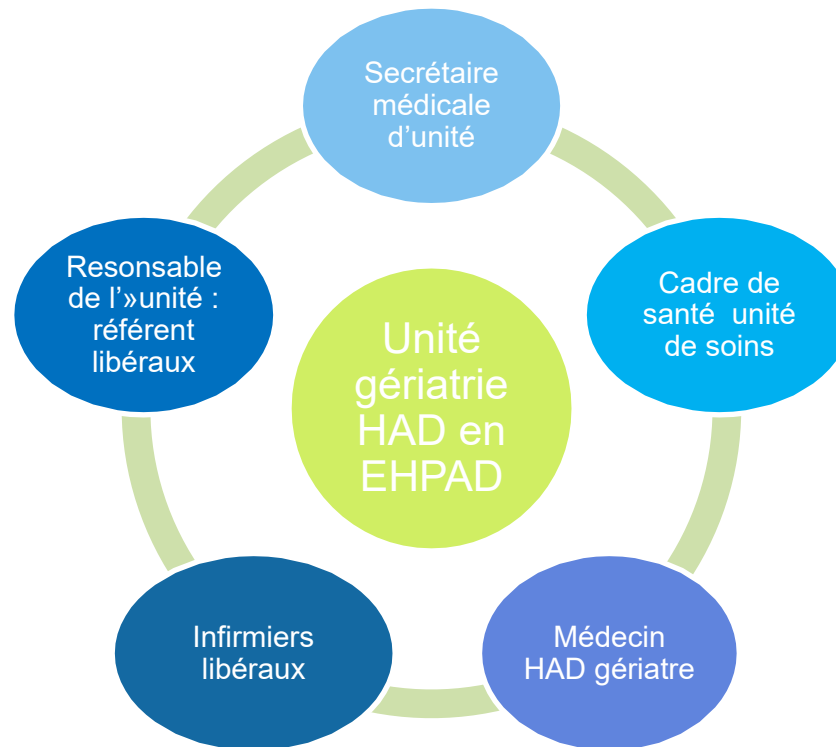 Secrétaire
médicale
d'unité
Cadre de
santé  unité
de soins
Médecin
HAD gériatre
Infirmiers
libéraux
Resonsable
de l'»unité :
référent
libéraux
Unité
gériatrie
HAD en
EHPAD